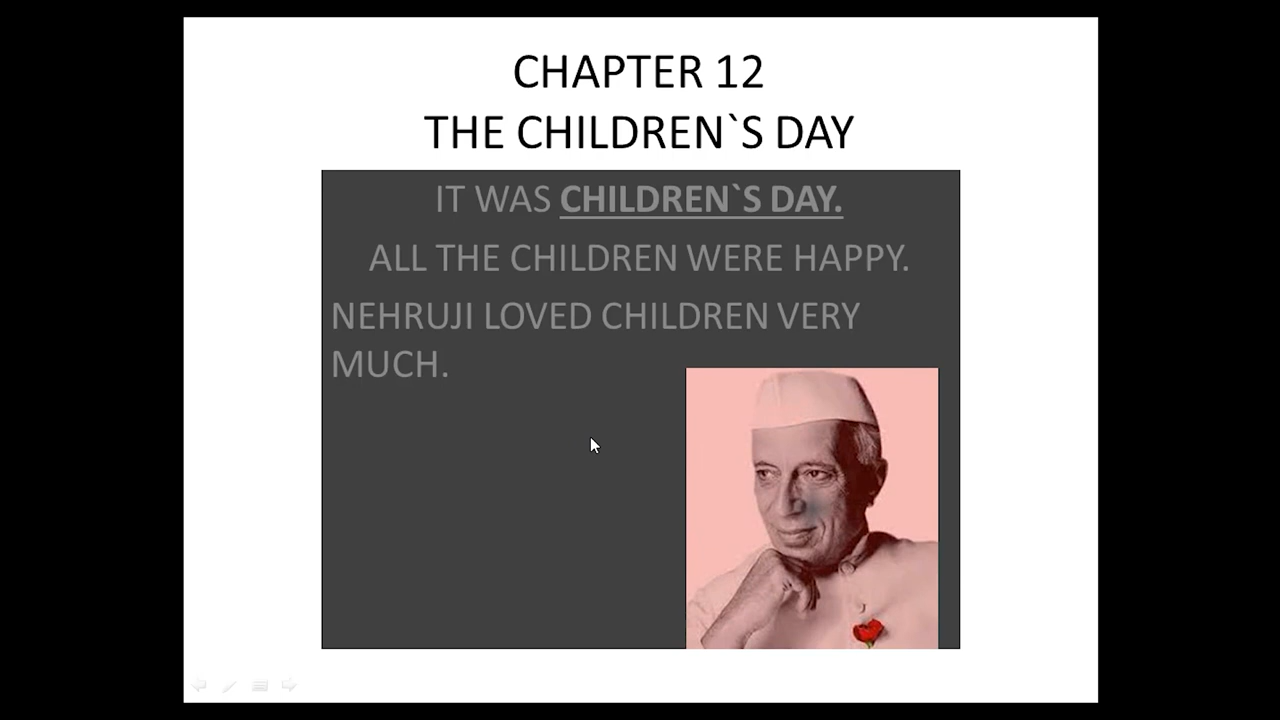 CHAPTER 12
THE CHILDREN`S DAY
IT WAS CHILDREN`S DAY.
ALL THE CHILDREN WERE HAPPY.
NEHRUJI LOVED CHILDREN VERY
MUCH.